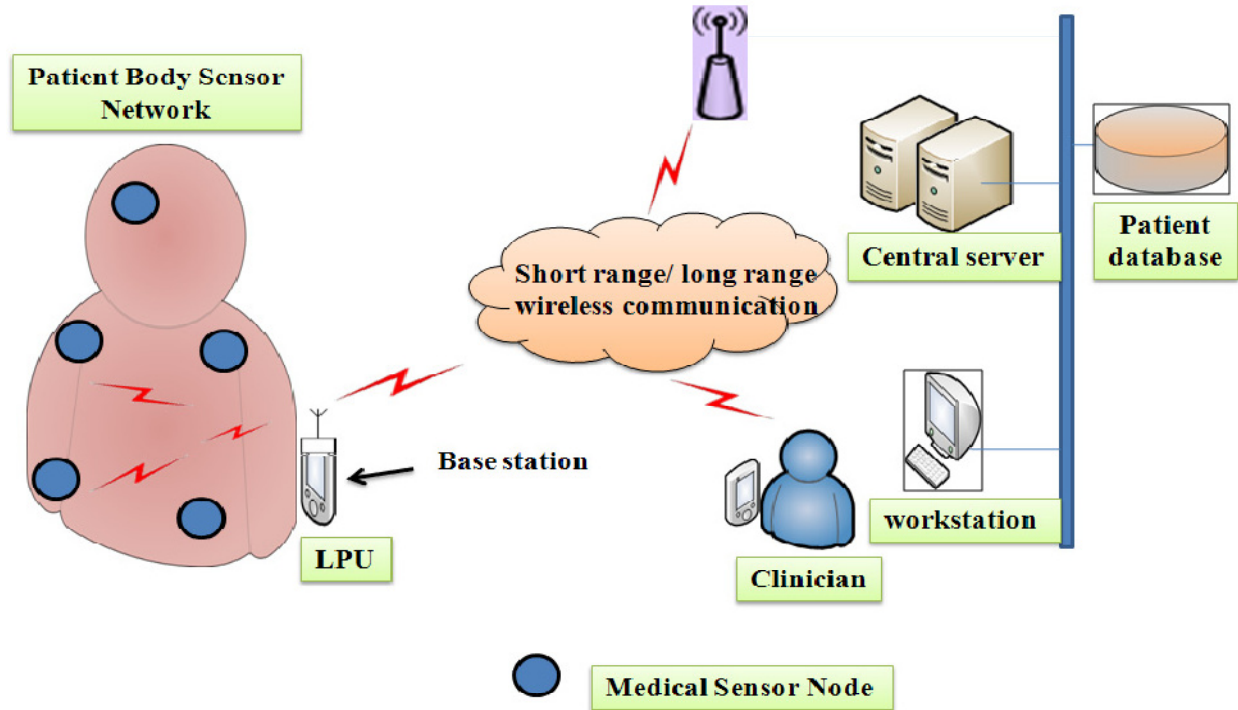 Patient Body Sensor
Network
Short range/ long range
wireless communication
Central server
Patient
database
Base station
workstation
LPU
Clinician
Medical Sensor Node